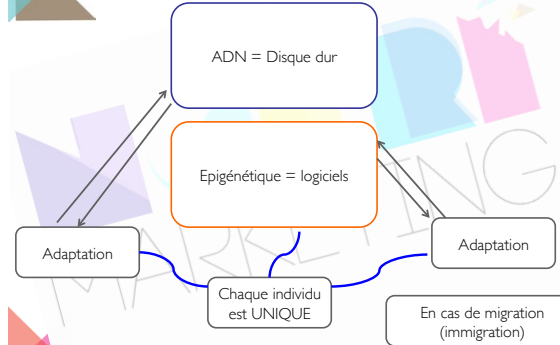 ADN = Disque dur
Epigénétique = logiciels
Adaptation
Adaptation
Chaque individu
est UNIQUE
En cas de migration
(immigration)
MARKETING